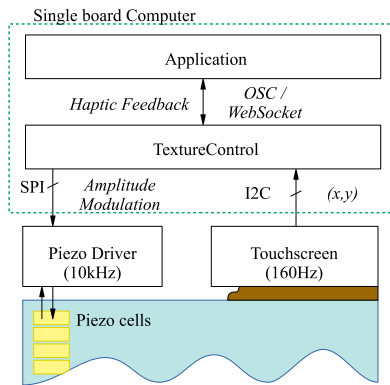 Single board Computer
Application
Haptic Feedback
OSC /
WebSocket
TextureControl
SPI
Amplitude
Modulation
I2C
(x,y)
Piezo Driver
(10kHz)
Touchscreen
(160Hz)
Piezo cells